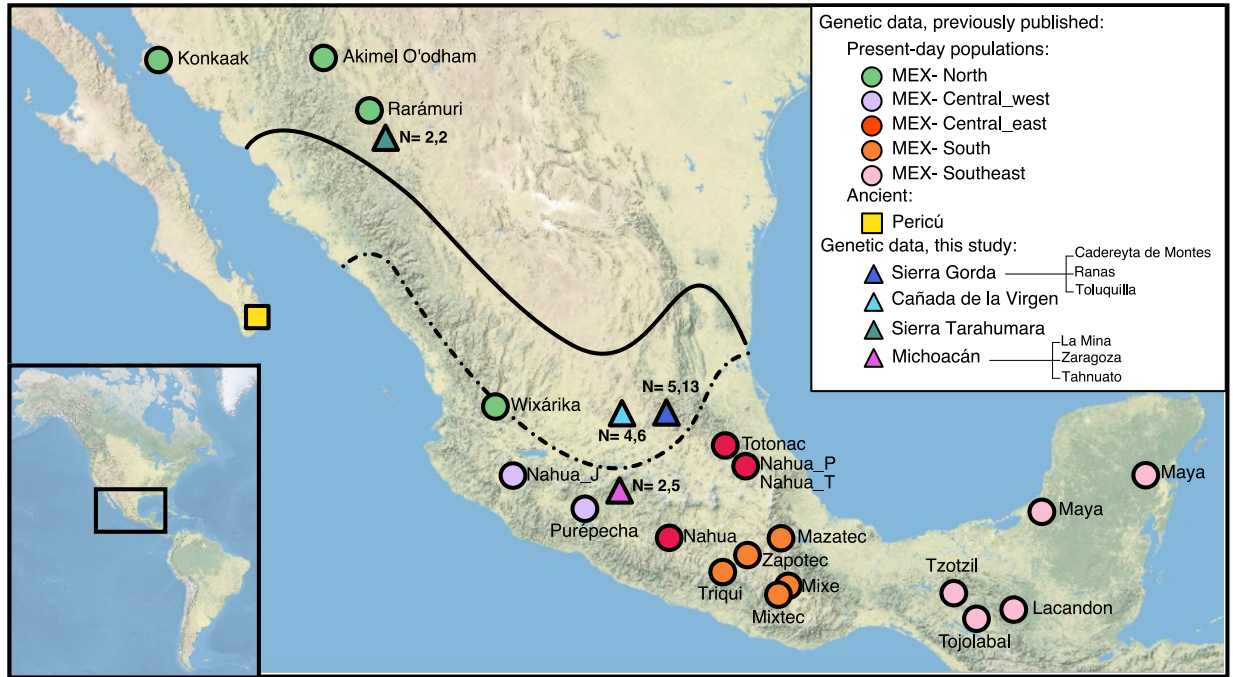 Konkaak
Akimel O'odham
Rarámuri
N= 2,2
N= 5,13
Wixárika
N= 4,6
Totonac
Nahua_P
Nahua_T
Nahua_J
N= 2,5
Purépecha
Nahua
Mazatec
Zapotec
Triqui
Mixe
Mixtec
Maya
Maya
Tzotzil
Lacandon
Tojolabal
Genetic data, previously published:
Present-day populations:
MEX- North
MEX- Central_west
MEX- Central_east
MEX- South
MEX- Southeast
Ancient:
Pericú
Genetic data, this study:
Sierra Gorda
Cadereyta de Montes
Ranas
Toluquilla
Cañada de la Virgen
Sierra Tarahumara
Michoacán
La Mina
Zaragoza
Tahnuato